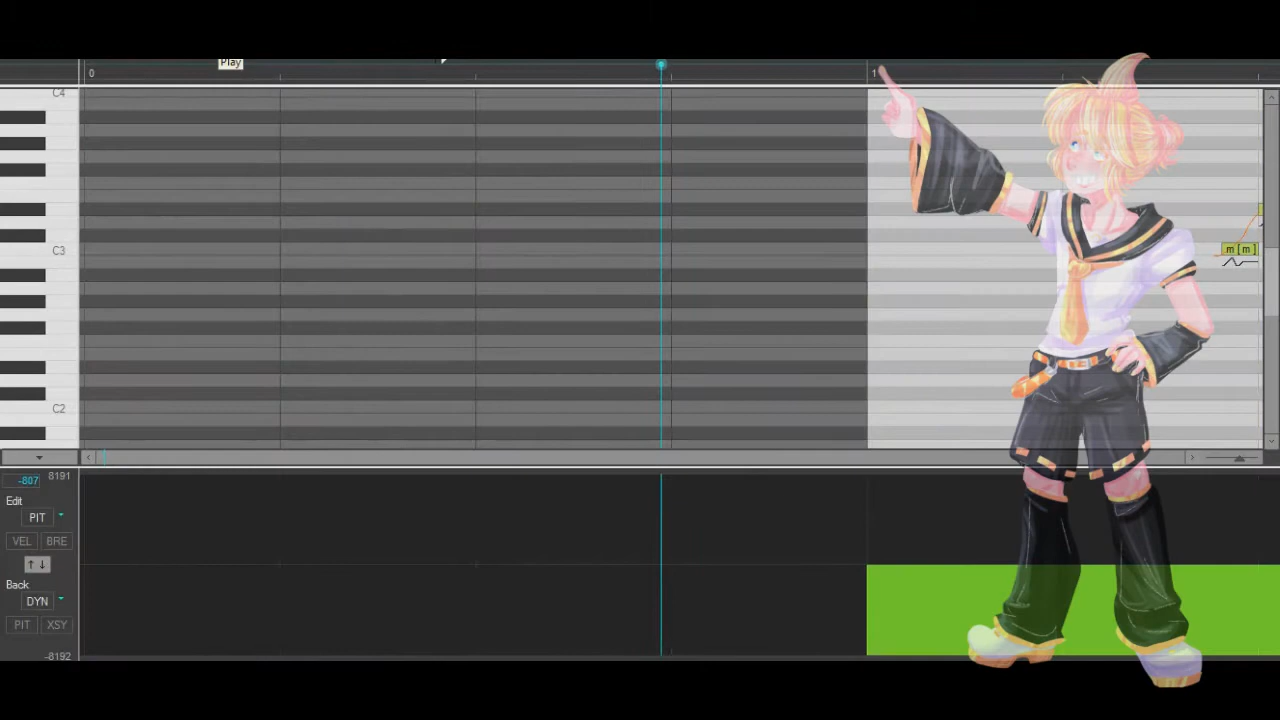 Play
0
1
C4
C3
m [ m ]
C2
-807 8191
Edit
PIT
VEL BRE
Back
DYN
PIT XSY
-8192